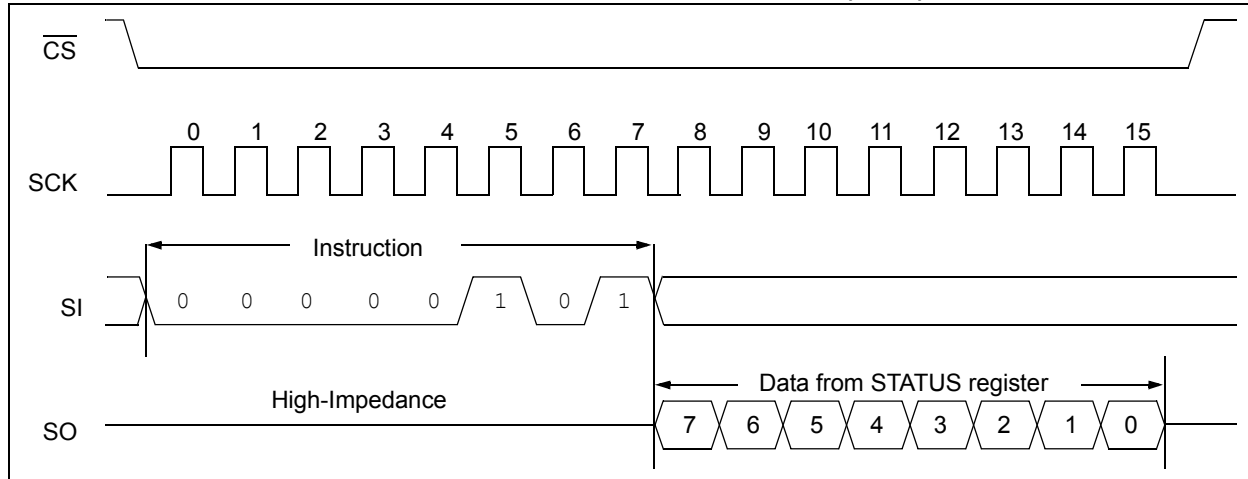 CS
0 1 2 3 4 5 6 7 8 9 10 11 12 13 14 15
SCK
Instruction
SI 0 0 0 0 0 1 0 1
Data from STATUS register
High-Impedance
SO 7 6 5 4 3 2 1 0